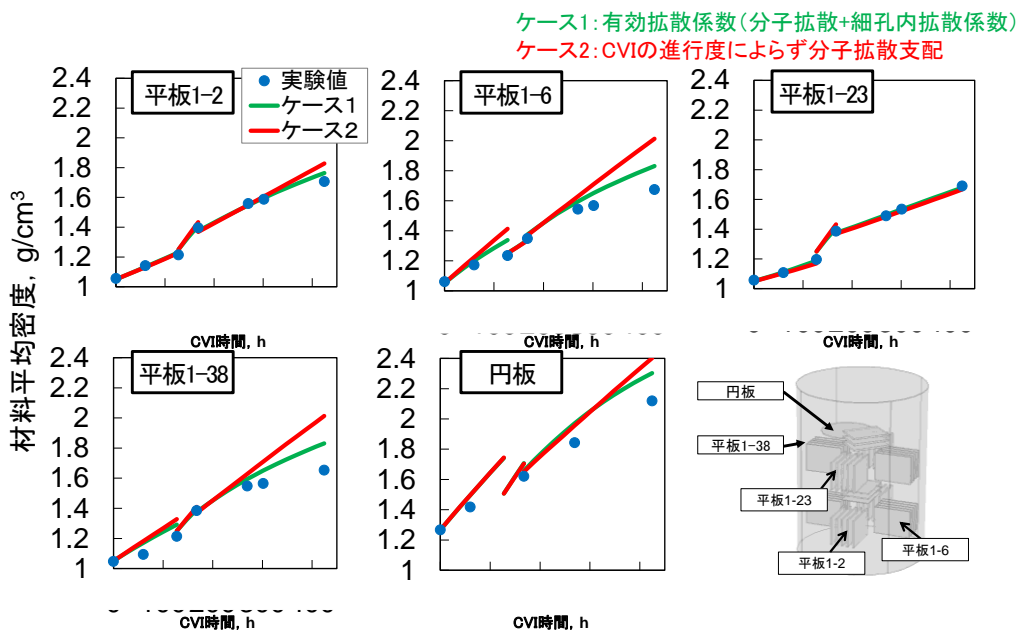 ケース1：有効拡散係数（分子拡散+細孔内拡散係数）
ケース2：CVIの進行度によらず分子拡散支配
材料平均密度, g/cm³
平板1-2
実験値
ケース1
ケース2
2.4
2.2
2
1.8
1.6
1.4
1.2
1
CVI時間, h
平板1-6
2.4
2.2
2
1.8
1.6
1.4
1.2
1
CVI時間, h
平板1-23
2.4
2.2
2
1.8
1.6
1.4
1.2
1
CVI時間, h
平板1-38
2.4
2.2
2
1.8
1.6
1.4
1.2
1
CVI時間, h
円板
2.4
2.2
2
1.8
1.6
1.4
1.2
1
CVI時間, h
円板
平板1-38
平板1-23
平板1-2
平板1-6